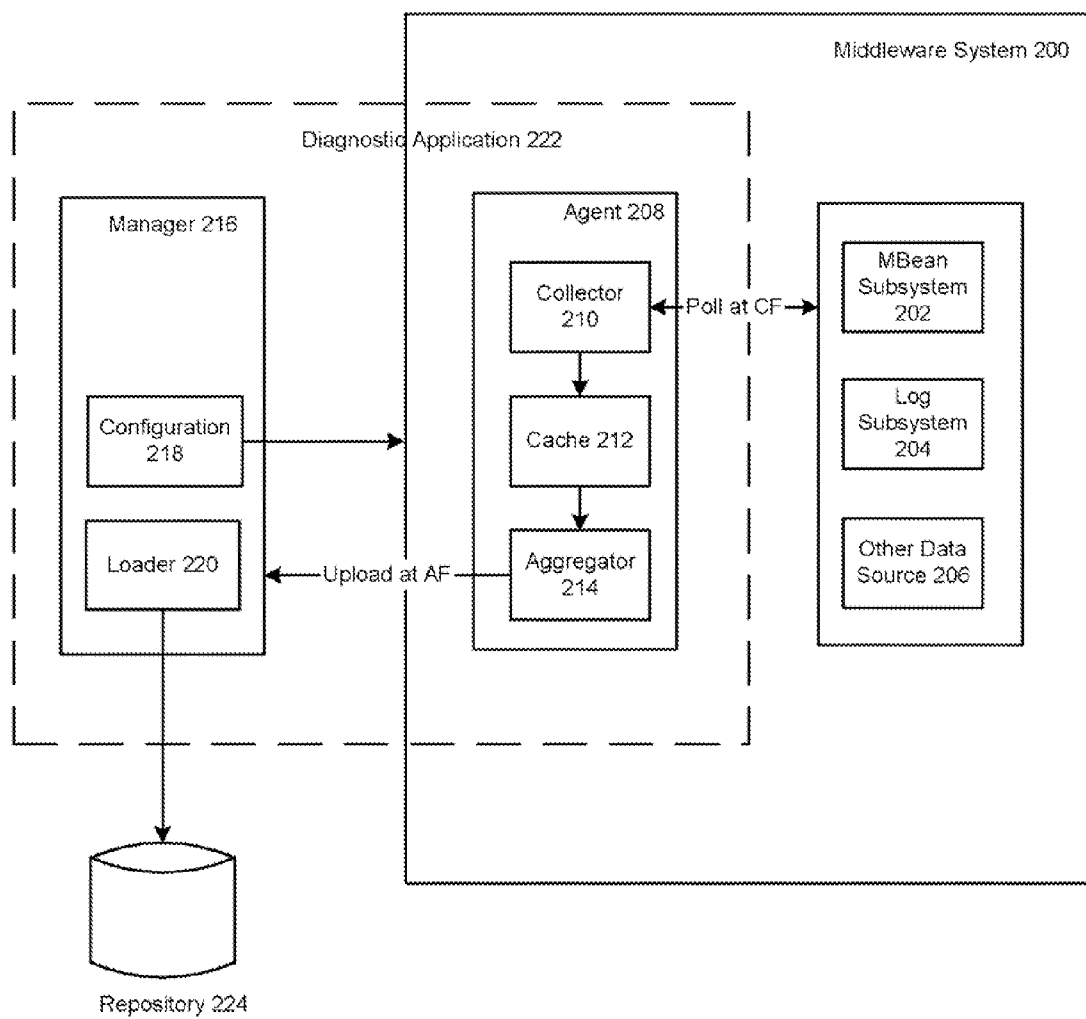 Middleware System 200
Diagnostic Application 222
Manager 216
Agent 208
Collector
210
Poll at CF
MBean
Subsystem
202
Configuration
218
Cache 212
Log
Subsystem
204
Loader 220
Upload at AF
Aggregator
214
Other Data
Source 206
Repository 224